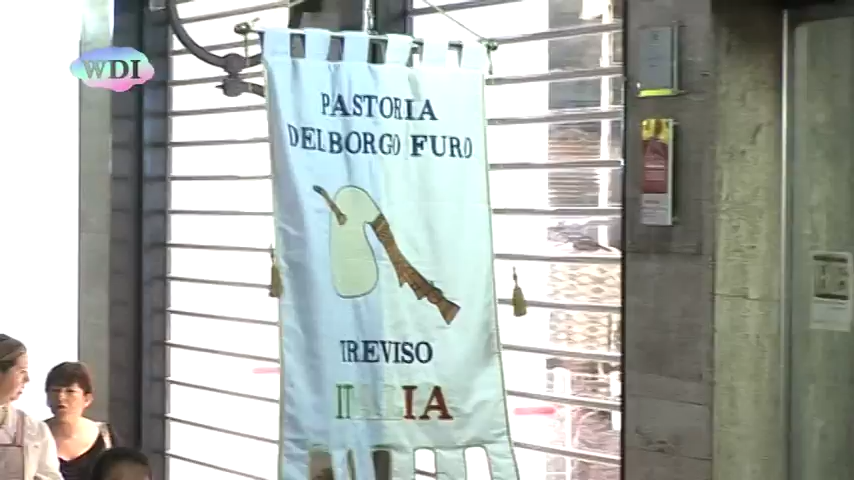 WDI
PASTORIA
DELBORGO FURO
TREVISO
ITALIA